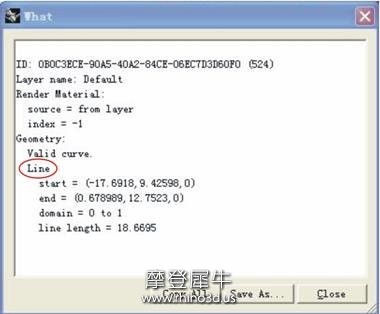 What
ID: 0B0C3ECE-90A5-40A2-84CE-06EC7D3D60F0 (524)
Layer name: Default
Render Material:
source = from layer
index = -1
Geometry:
Valid curve.
Line
start = (-17.6918,9.42598,0)
end = (0.678989,12.7523,0)
domain = 0 to 1
line length = 18.6695
摩登犀牛
Copy All
Save As...
Close
www.rhino3d.us